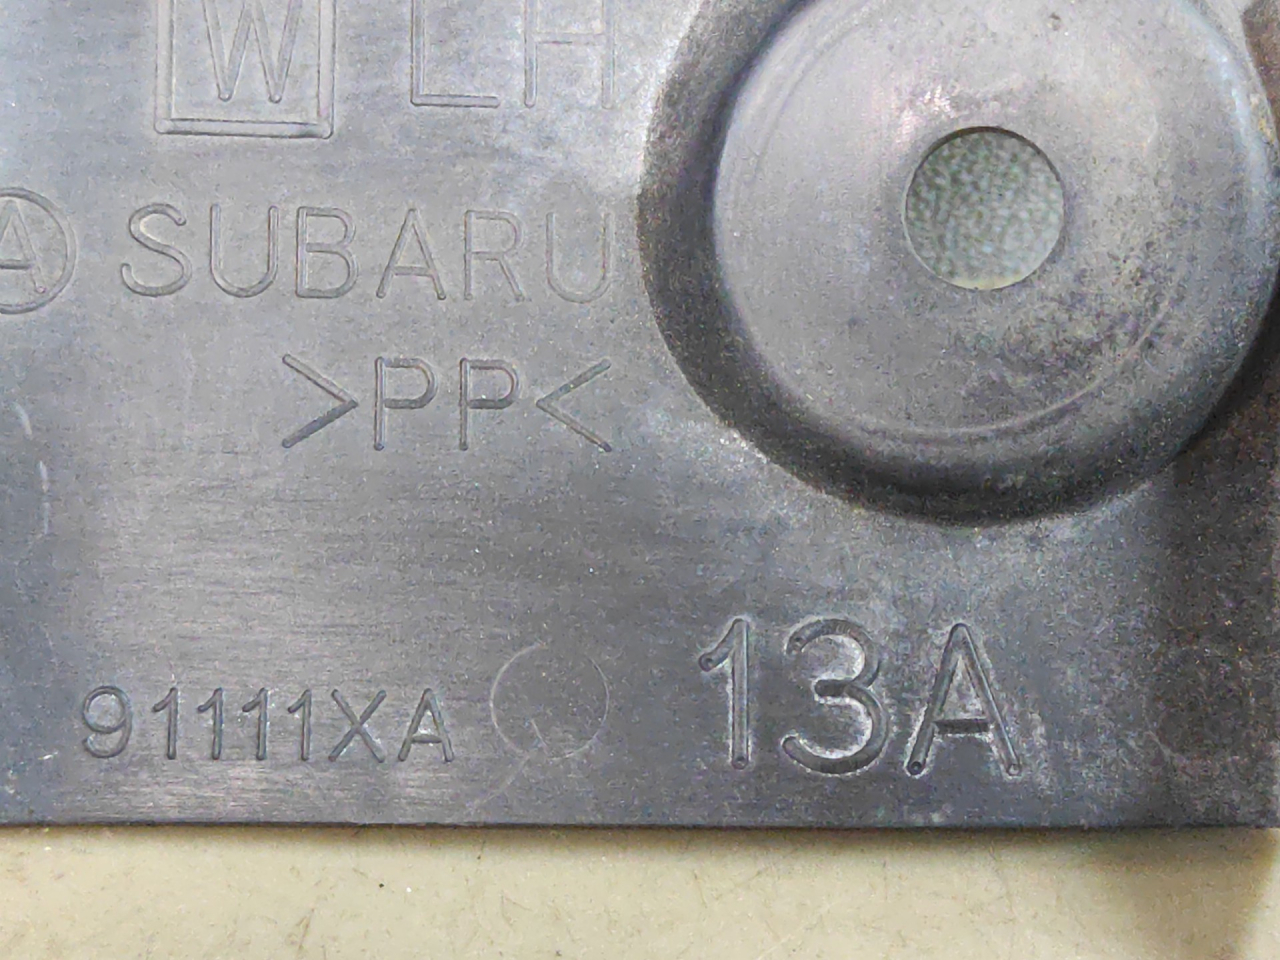 W LH
A SUBARU
>PP<
91111XA 13A